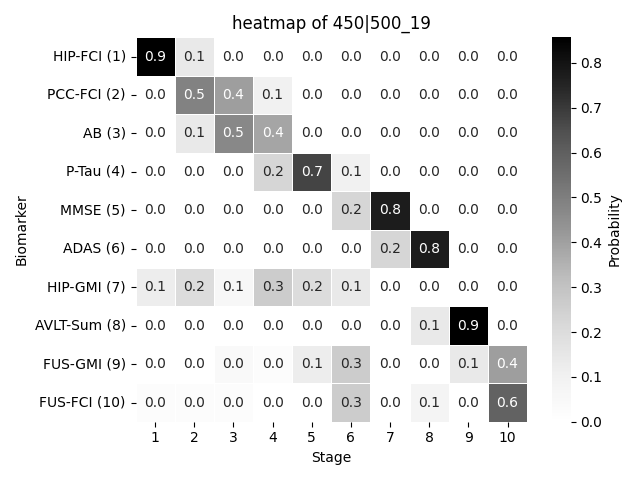 heatmap of 450|500_19
Biomarker
HIP-FCI (1) 0.9 0.1 0.0 0.0 0.0 0.0 0.0 0.0 0.0 0.0
PCC-FCI (2) 0.0 0.5 0.4 0.1 0.0 0.0 0.0 0.0 0.0 0.0
AB (3) 0.0 0.1 0.5 0.4 0.0 0.0 0.0 0.0 0.0 0.0
P-Tau (4) 0.0 0.0 0.0 0.2 0.7 0.1 0.0 0.0 0.0 0.0
MMSE (5) 0.0 0.0 0.0 0.0 0.0 0.2 0.8 0.0 0.0 0.0
ADAS (6) 0.0 0.0 0.0 0.0 0.0 0.0 0.2 0.8 0.0 0.0
HIP-GMI (7) 0.1 0.2 0.1 0.3 0.2 0.1 0.0 0.0 0.0 0.0
AVLT-Sum (8) 0.0 0.0 0.0 0.0 0.0 0.0 0.0 0.1 0.9 0.0
FUS-GMI (9) 0.0 0.0 0.0 0.0 0.1 0.3 0.0 0.0 0.1 0.4
FUS-FCI (10) 0.0 0.0 0.0 0.0 0.0 0.3 0.0 0.1 0.0 0.6
1 2 3 4 5 6 7 8 9 10
Stage
0.8
0.7
0.6
0.5
0.4
0.3
0.2
0.1
0.0
Probability